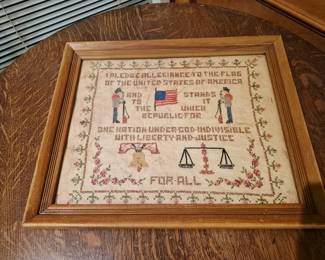 I PLEDGE ALLEGIANCE TO THE FLAG
OF THE UNITED STATES OF AMERICA
AND STANDS
TO IT
THE WHICH
REPUBLIC FOR
ONE NATION UNDER GOD INDIVISIBLE
WITH LIBERTY AND JUSTICE
FOR ALL